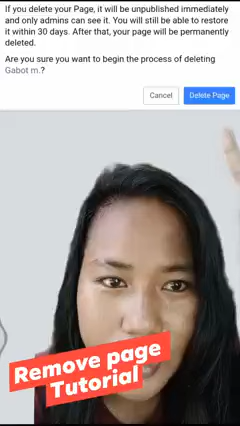 If you delete your Page, it will be unpublished immediately
and only admins can see it. You will still be able to restore
it within 30 days. After that, your page will be permanently
deleted.
Are you sure you want to begin the process of deleting
Gabot m.?
Cancel
Delete Page
Remove page
Tutorial